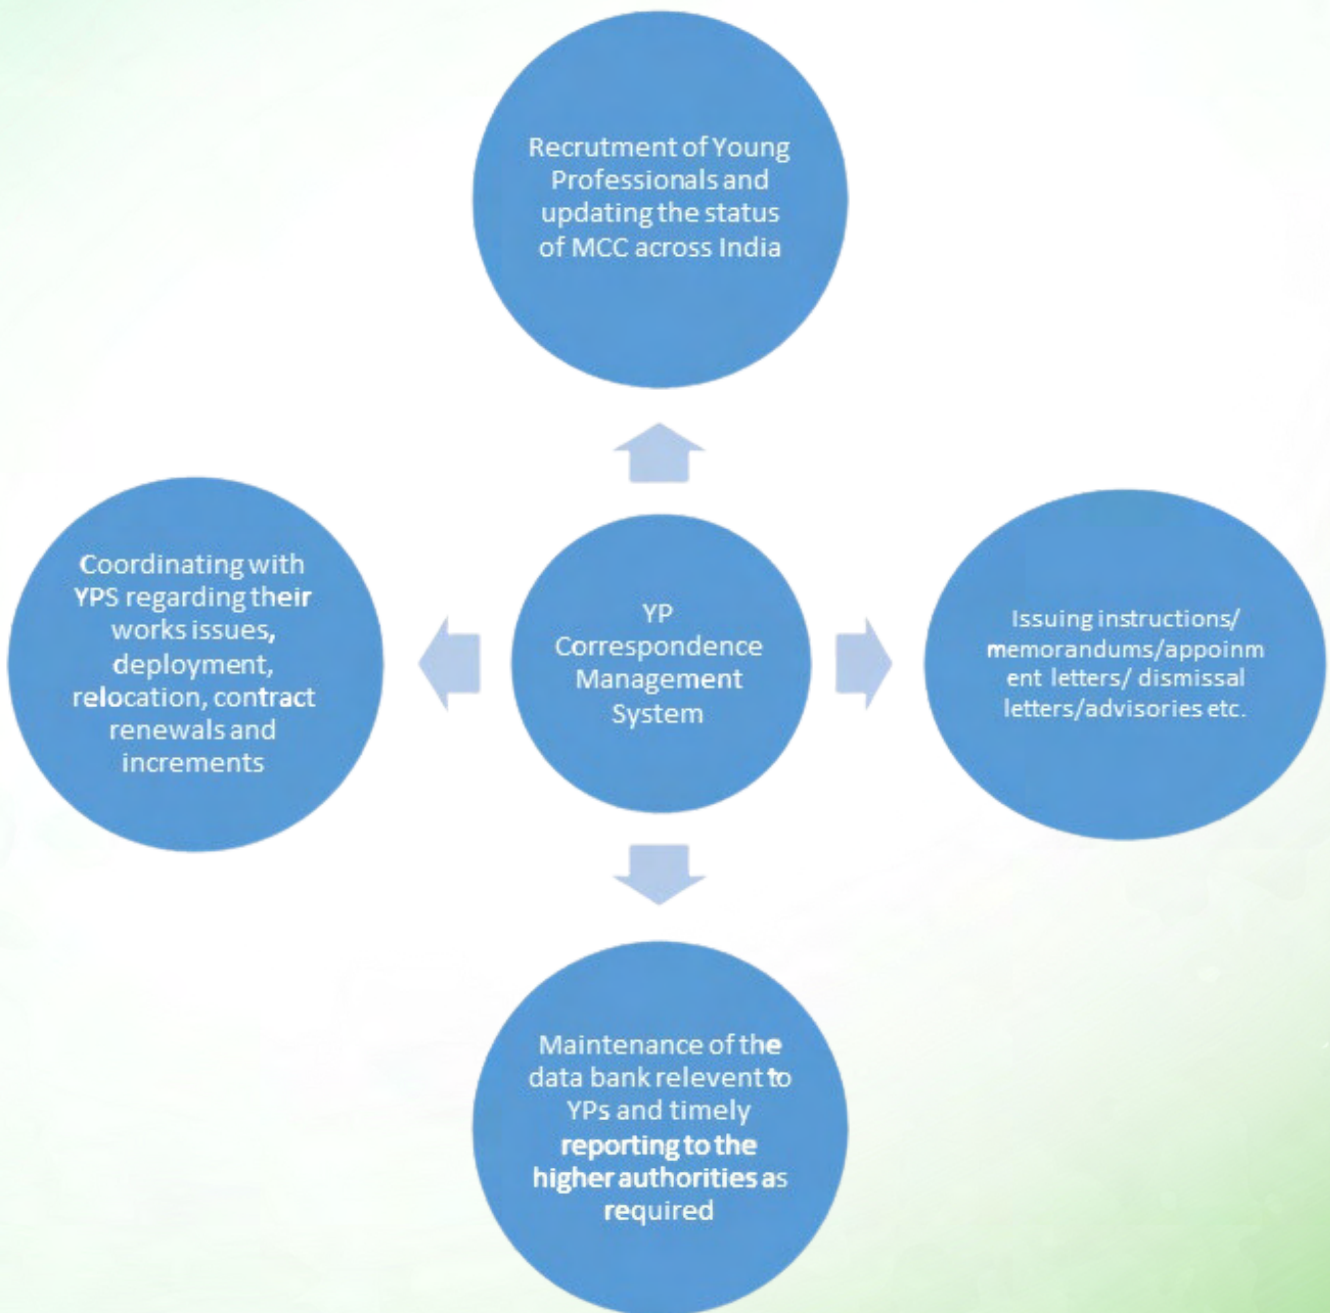 Recrutment of Young
Professionals and
updating the status
of MCC across India
Coordinating with
YPS regarding their
works issues,
deployment,
relocation, contract
renewals and
increments
YP
Correspondence
Management
System
Issuing instructions/
memorandums/appoinm
ent letters/ dismissal
letters/advisories etc.
Maintenance of the
data bank relevent to
YPs and timely
reporting to the
higher authorities as
required